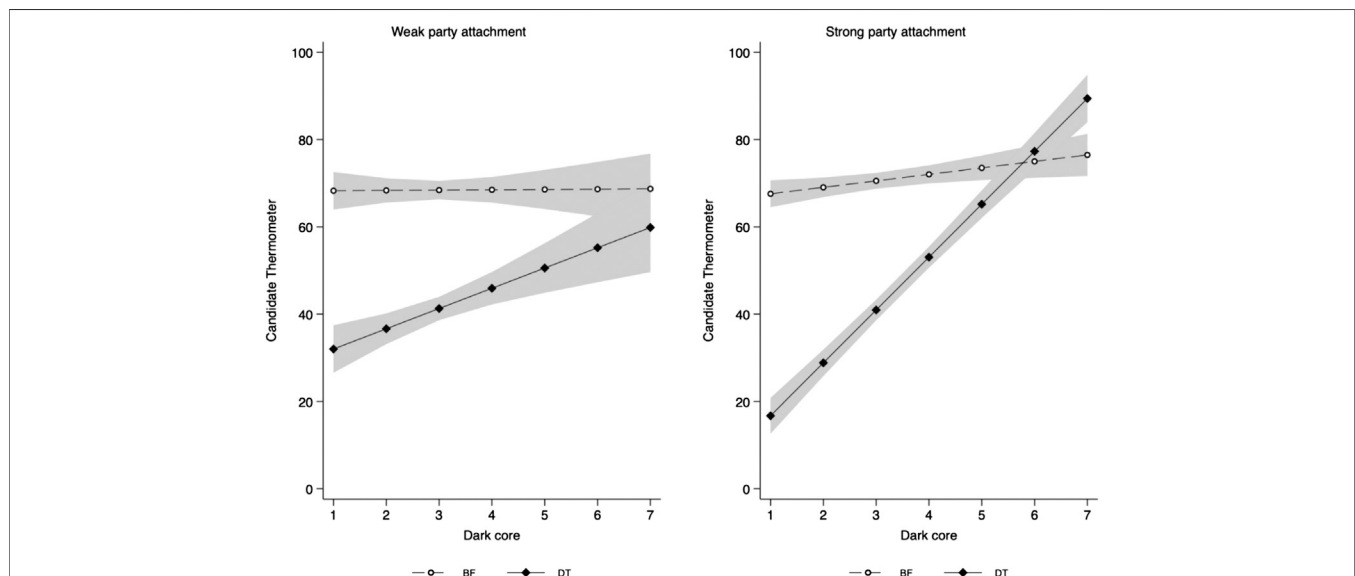 Weak party attachment
100
80
60
40
20
0
Candidate Thermometer
1 2 3 4 5 6 7
Dark core
BF DT
Strong party attachment
100
80
60
40
20
0
Candidate Thermometer
1 2 3 4 5 6 7
Dark core
BF DT